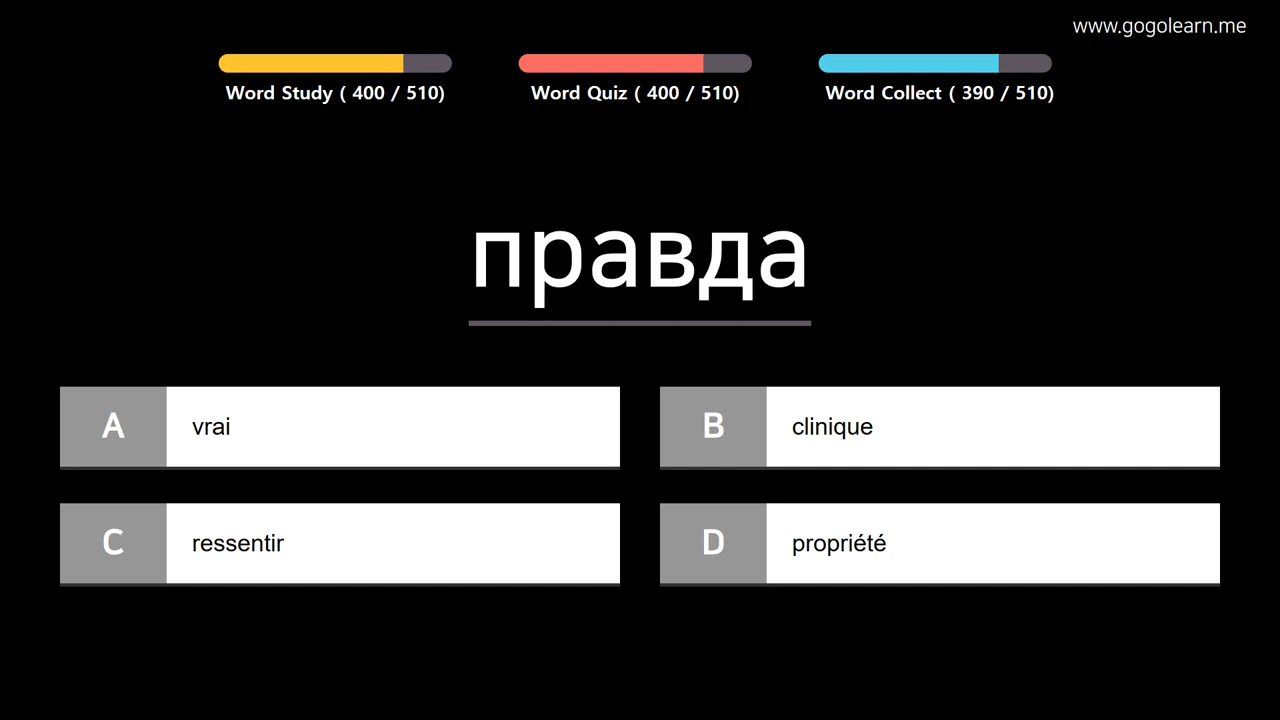 www.gogolearn.me
Word Study ( 400 / 510)
Word Quiz ( 400 / 510)
Word Collect ( 390 / 510)
правда
A vrai
B clinique
C ressentir
D propriété